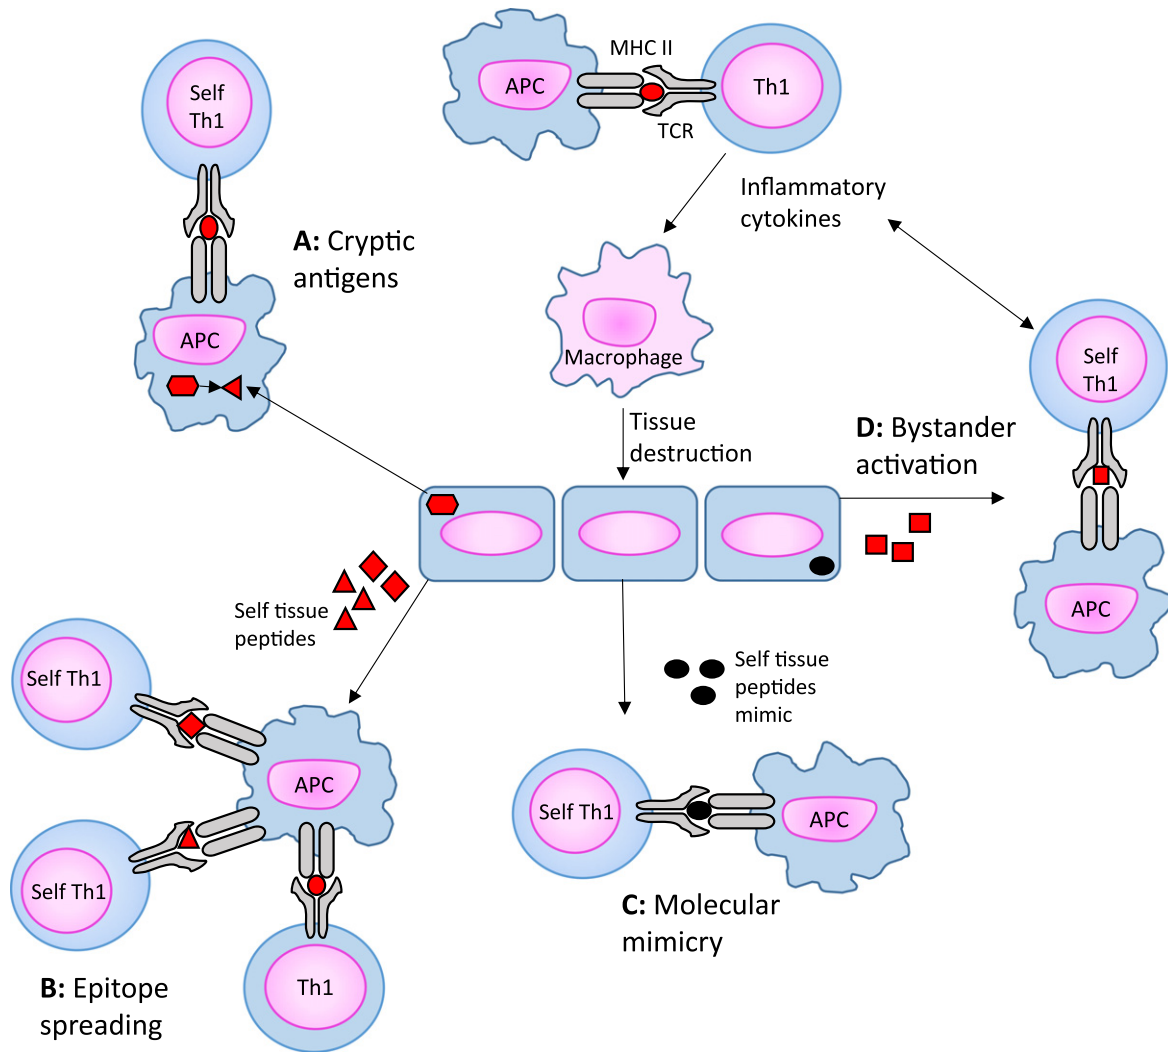 MHC II
APC
Th1
TCR
Self
Th1
Inflammatory
cytokines
A: Cryptic
antigens
APC
Macrophage
Self
Th1
Tissue
destruction
D: Bystander
activation
Self tissue
peptides
APC
Self Th1
Self tissue
peptides
mimic
APC
Self Th1
APC
Self Th1
C: Molecular
mimicry
Th1
B: Epitope
spreading